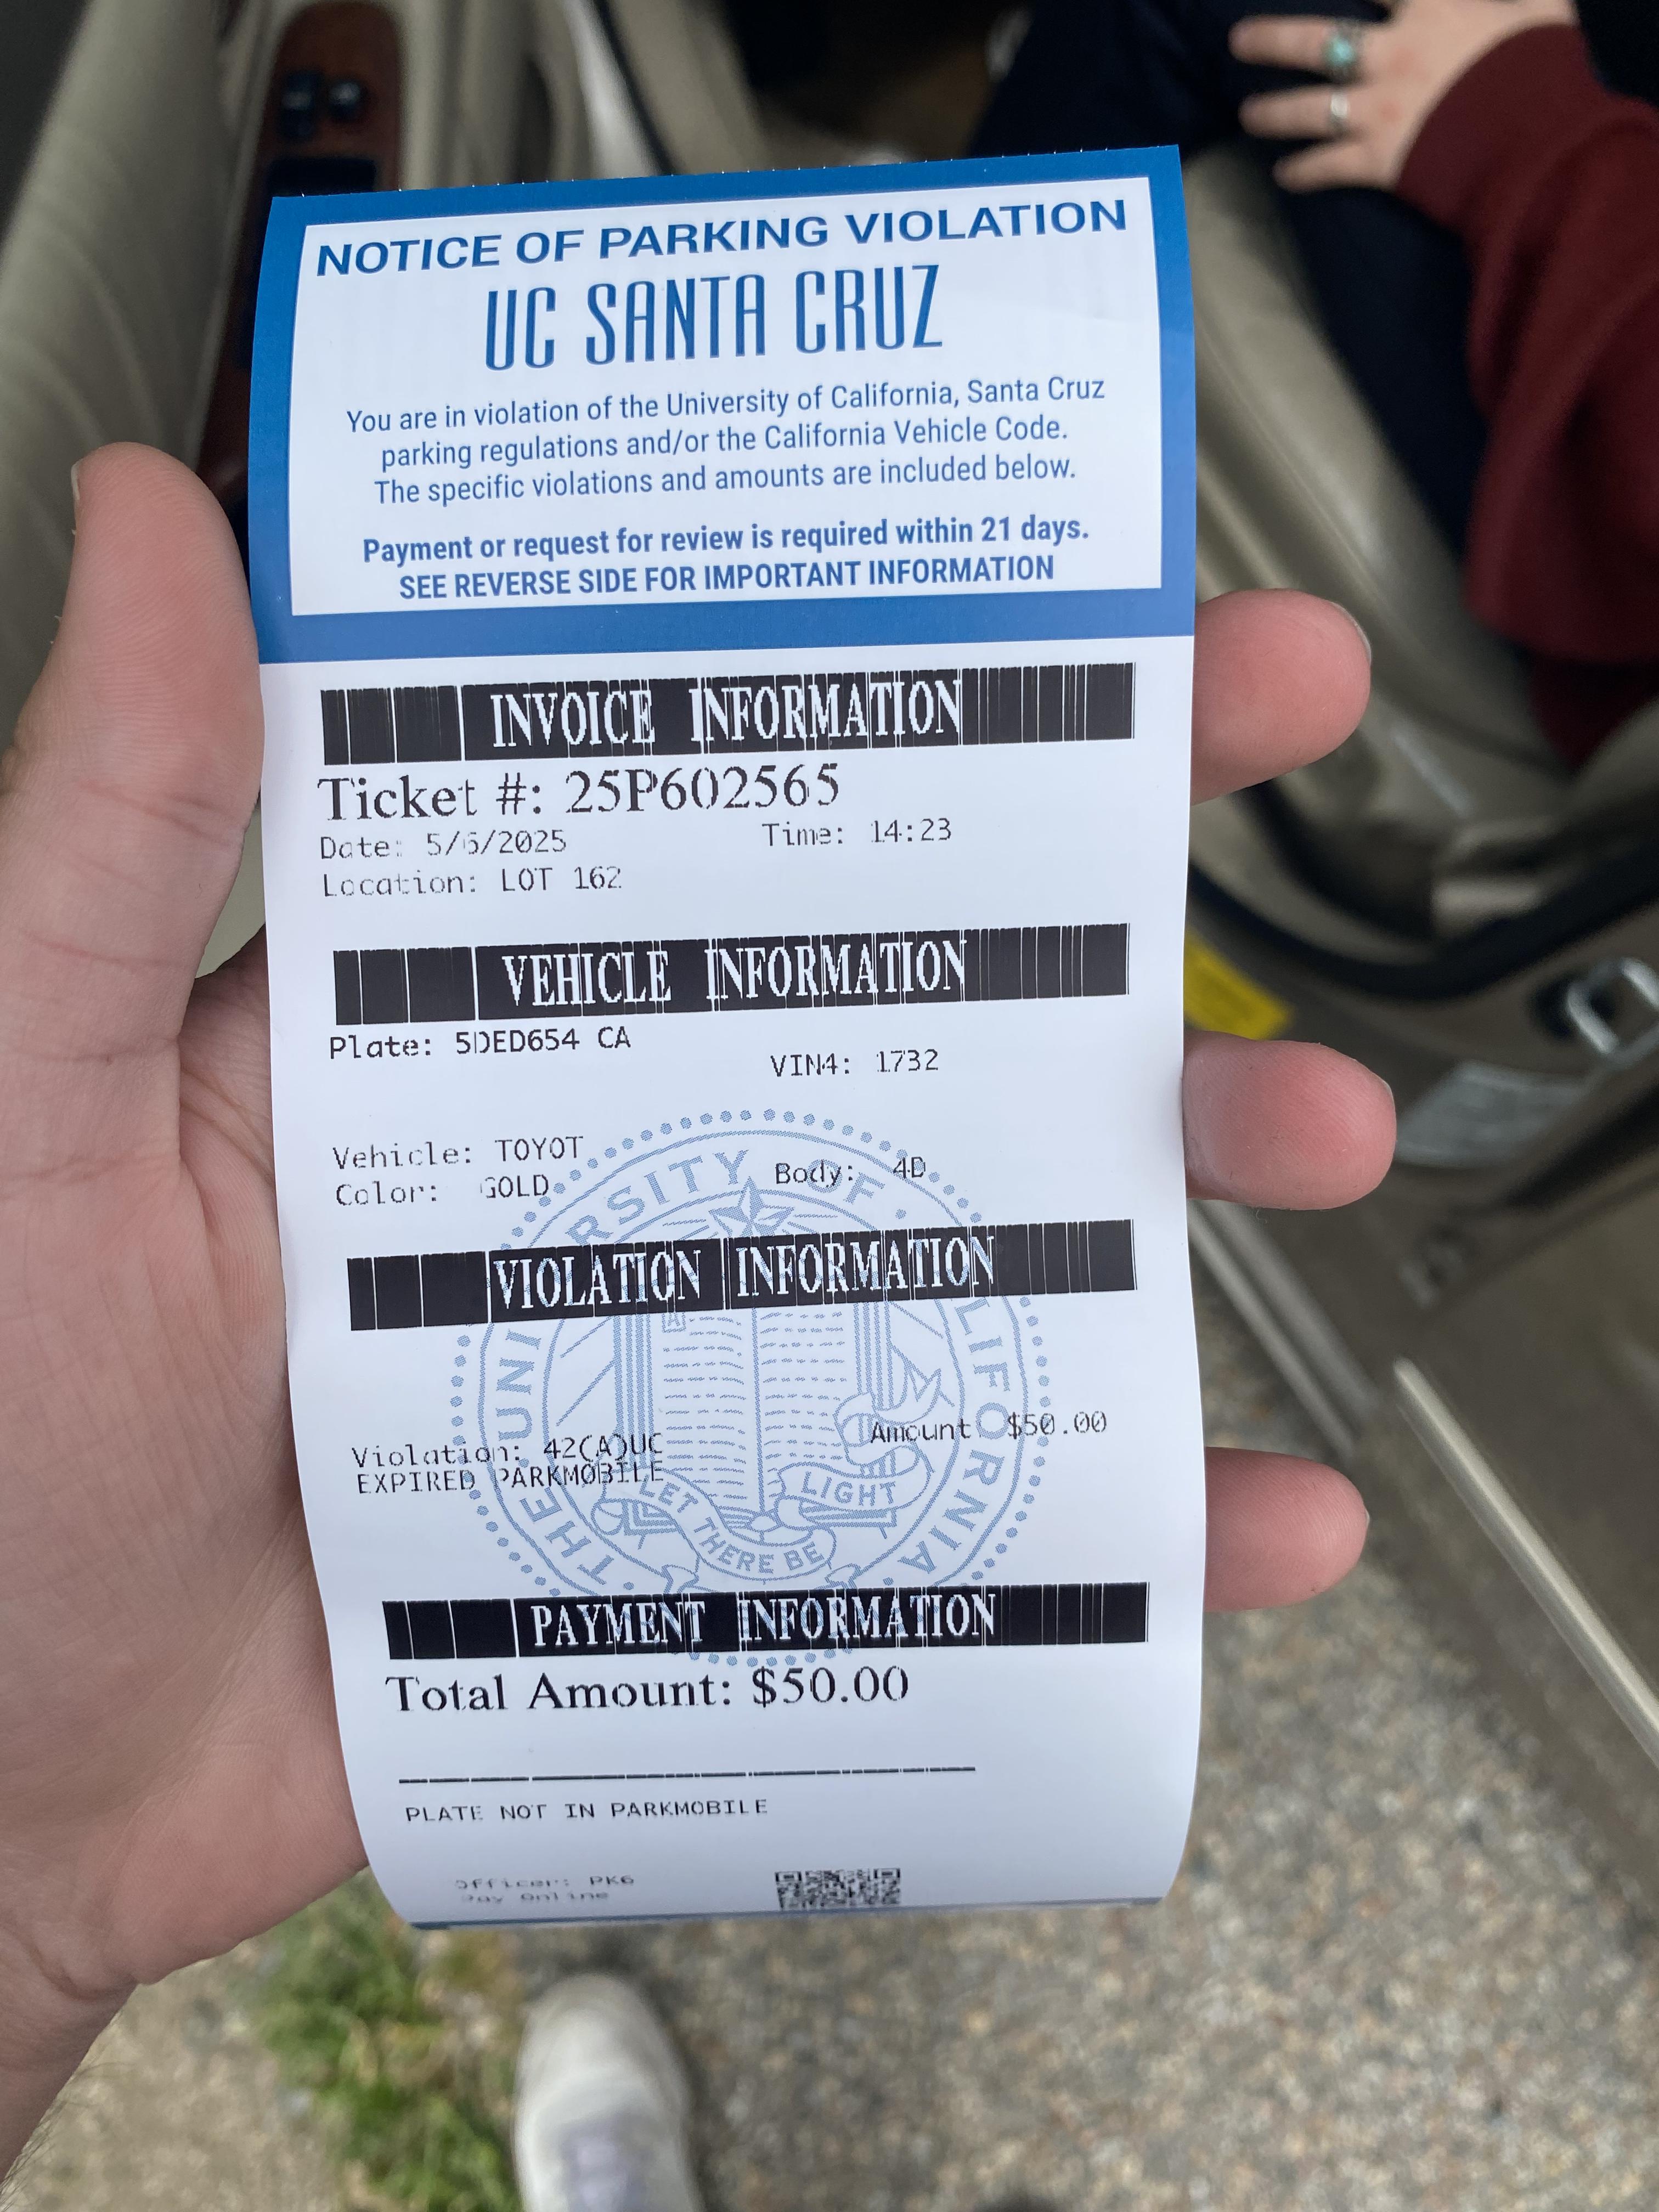 NOTICE OF PARKING VIOLATION
UC SANTA CRUZ
You are in violation of the University of California, Santa Cruz
parking regulations and/or the California Vehicle Code.
The specific violations and amounts are included below.
Payment or request for review is required within 21 days.
SEE REVERSE SIDE FOR IMPORTANT INFORMATION
INVOICE INFORMATION
Ticket #: 25P602565
Date: Time: 14:23
Location: LOT 162
VEHICLE INFORMATION
Plate: 5DED654 CA
VIN4: 1732
Vehicle: TOYOT
Color: GOLD Body: 4D
VIOLATION INFORMATION
Violation: 42(A)UC Amount $50.00
EXPIRED PARKMOBILE
LET THERE BE LIGHT
PAYMENT INFORMATION
Total Amount: $50.00
PLATE NOT IN PARKMOBILE
Officer: PK6
Pay Online